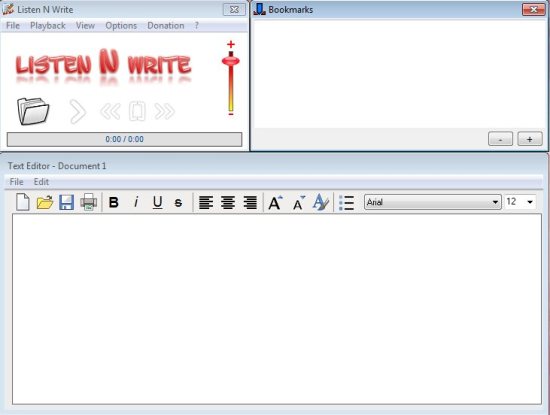 Listen N Write
File Playback View Options Donation ?
LISTEN N WRITE
+
-
0:00 / 0:00
Bookmarks
- +
Text Editor - Document 1
File Edit
B i U s A A A Arial 12